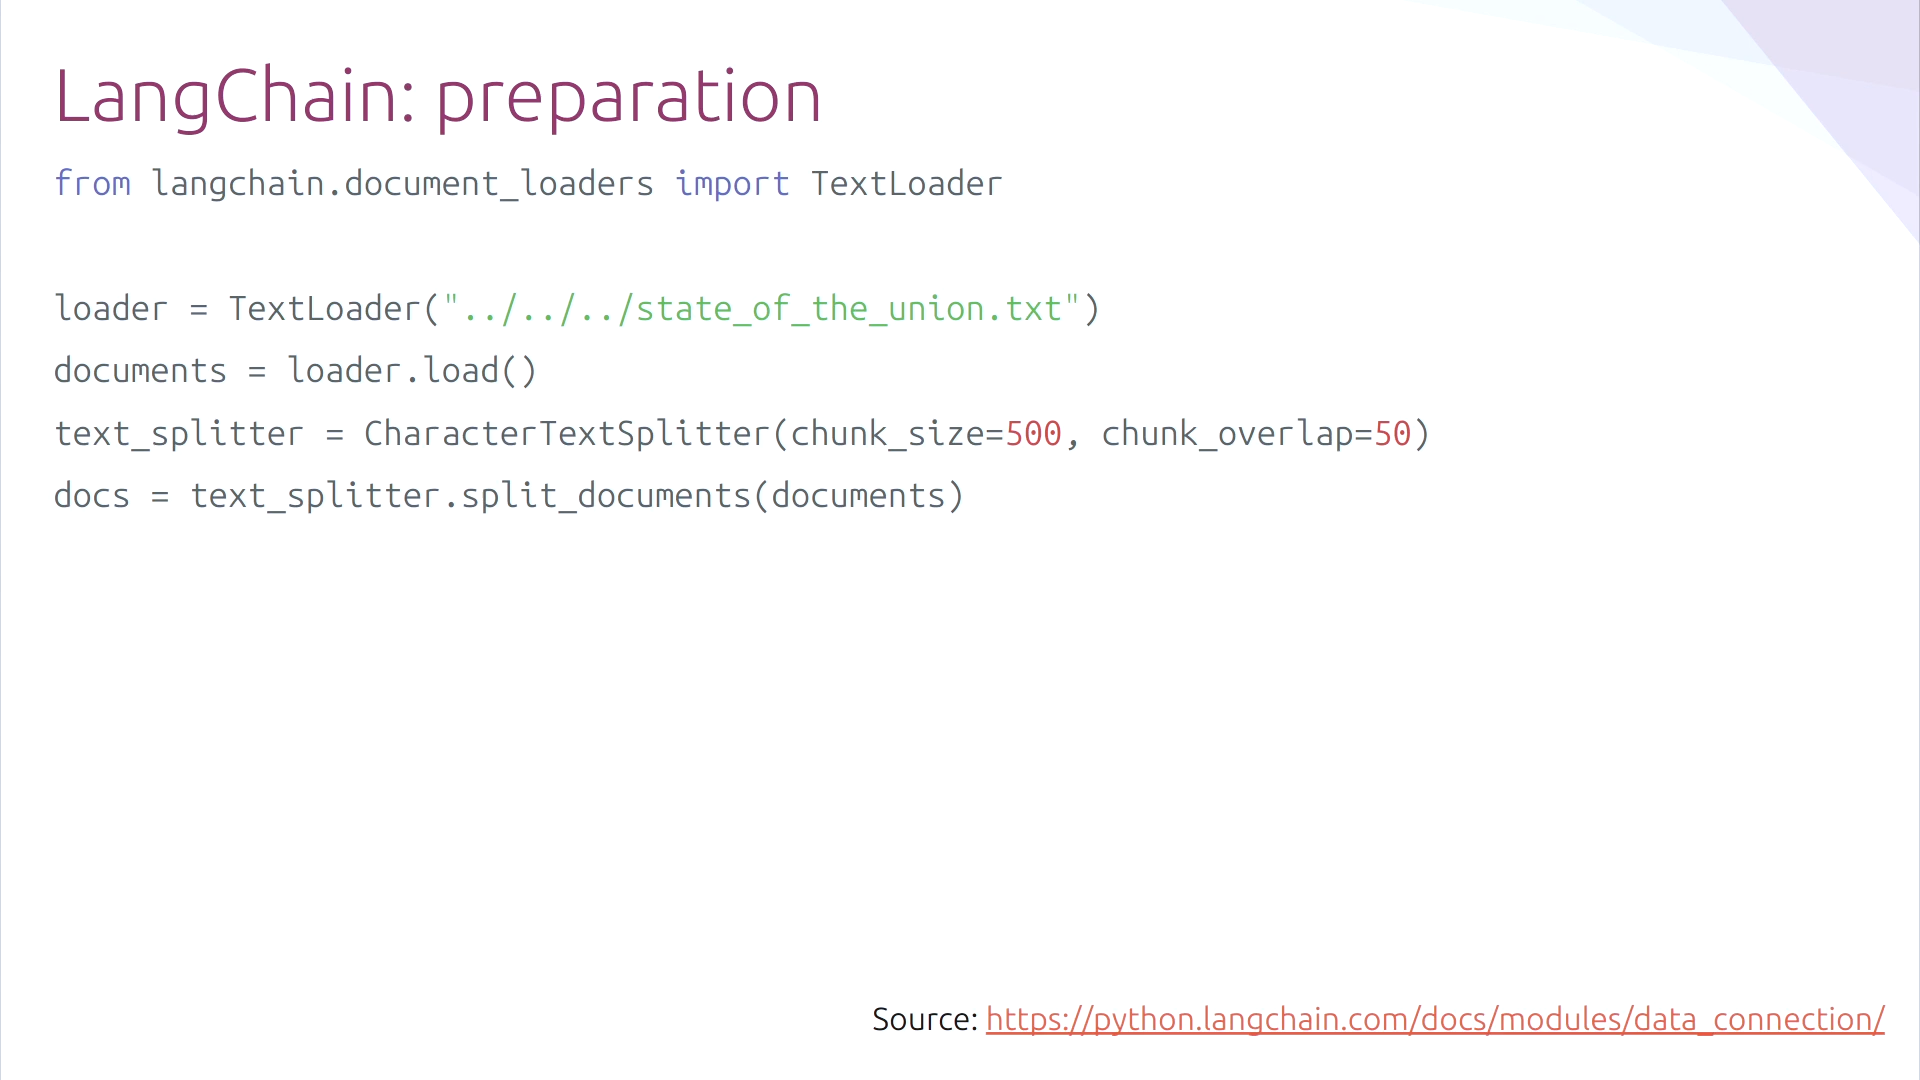 LangChain: preparation
from langchain.document_loaders import TextLoader
loader = TextLoader("../../../state_of_the_union.txt")
documents = loader.load()
text_splitter = CharacterTextSplitter(chunk_size=500, chunk_overlap=50)
docs = text_splitter.split_documents(documents)
Source: https://python.langchain.com/docs/modules/data_connection/